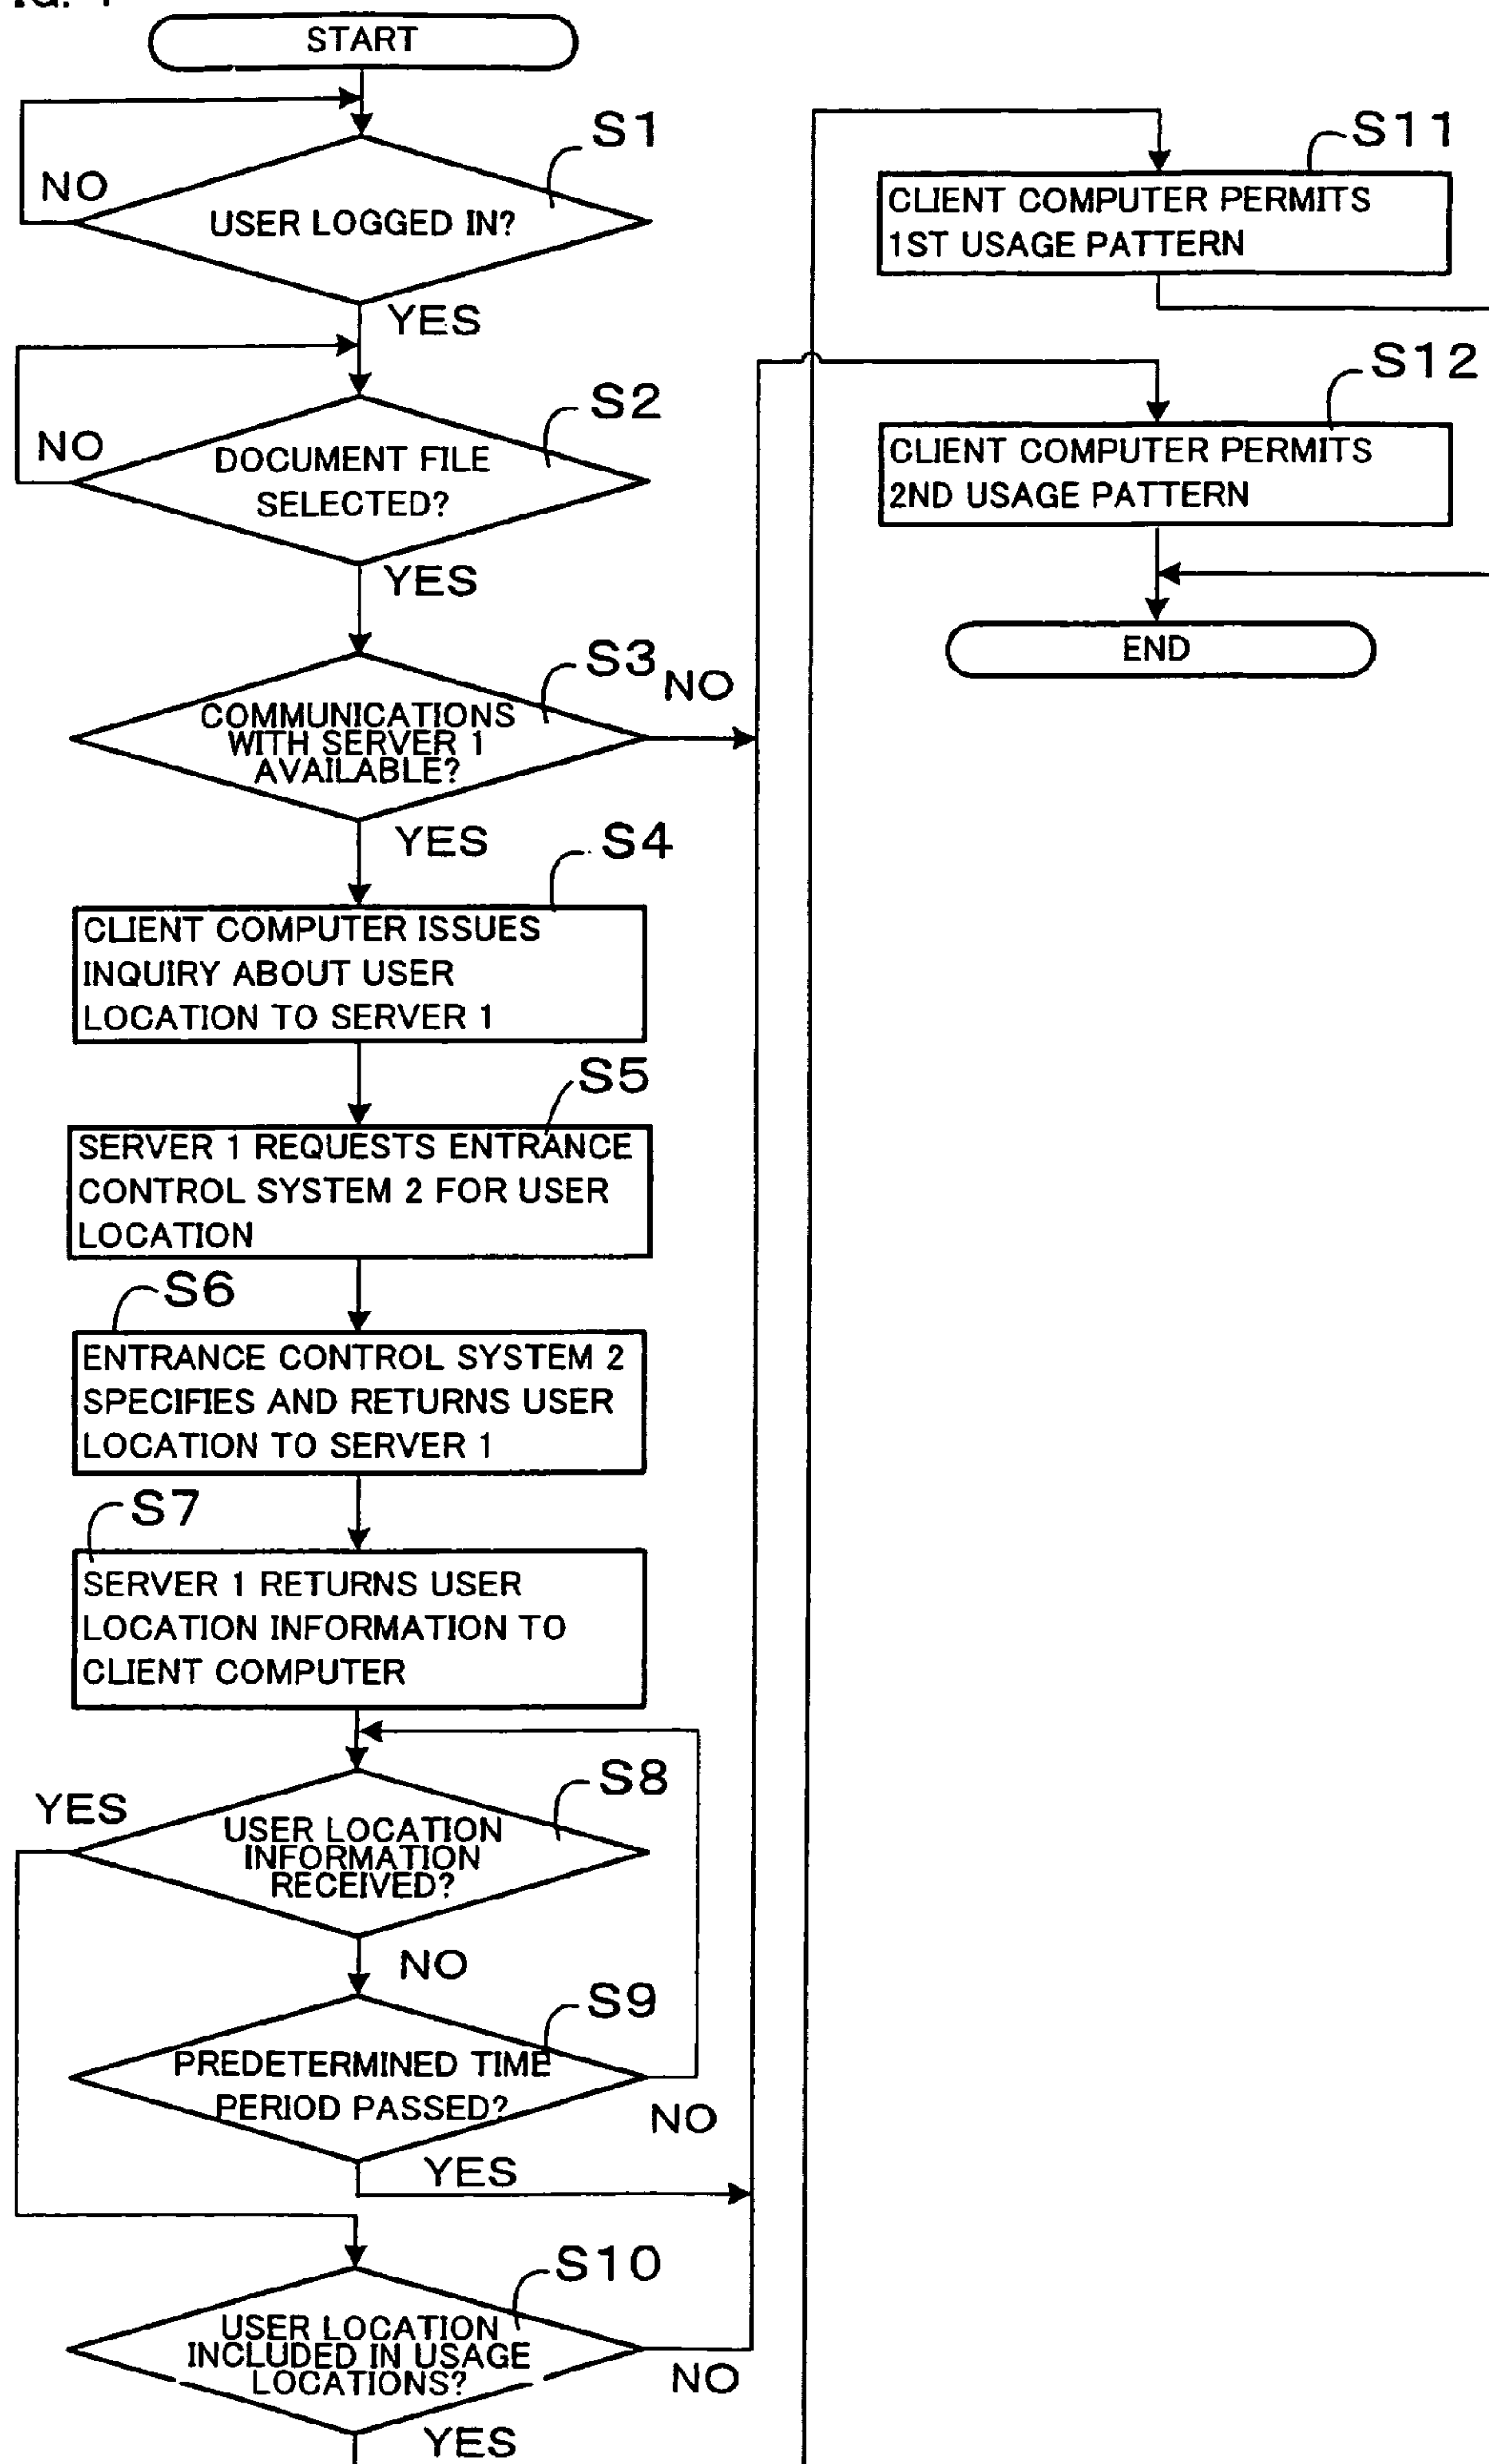 START
S1
NO
USER LOGGED IN?
YES
S2
NO
DOCUMENT FILE
SELECTED?
YES
S3
NO
COMMUNICATIONS
WITH SERVER 1
AVAILABLE?
YES
S4
CLIENT COMPUTER ISSUES
INQUIRY ABOUT USER
LOCATION TO SERVER 1
S5
SERVER 1 REQUESTS ENTRANCE
CONTROL SYSTEM 2 FOR USER
LOCATION
S6
ENTRANCE CONTROL SYSTEM 2
SPECIFIES AND RETURNS USER
LOCATION TO SERVER 1
S7
SERVER 1 RETURNS USER
LOCATION INFORMATION TO
CLIENT COMPUTER
S8
YES
USER LOCATION
INFORMATION
RECEIVED?
NO
S9
PREDETERMINED TIME
PERIOD PASSED?
NO
YES
S10
USER LOCATION
INCLUDED IN USAGE
LOCATIONS?
NO
YES
S11
CLIENT COMPUTER PERMITS
1ST USAGE PATTERN
S12
CLIENT COMPUTER PERMITS
2ND USAGE PATTERN
END